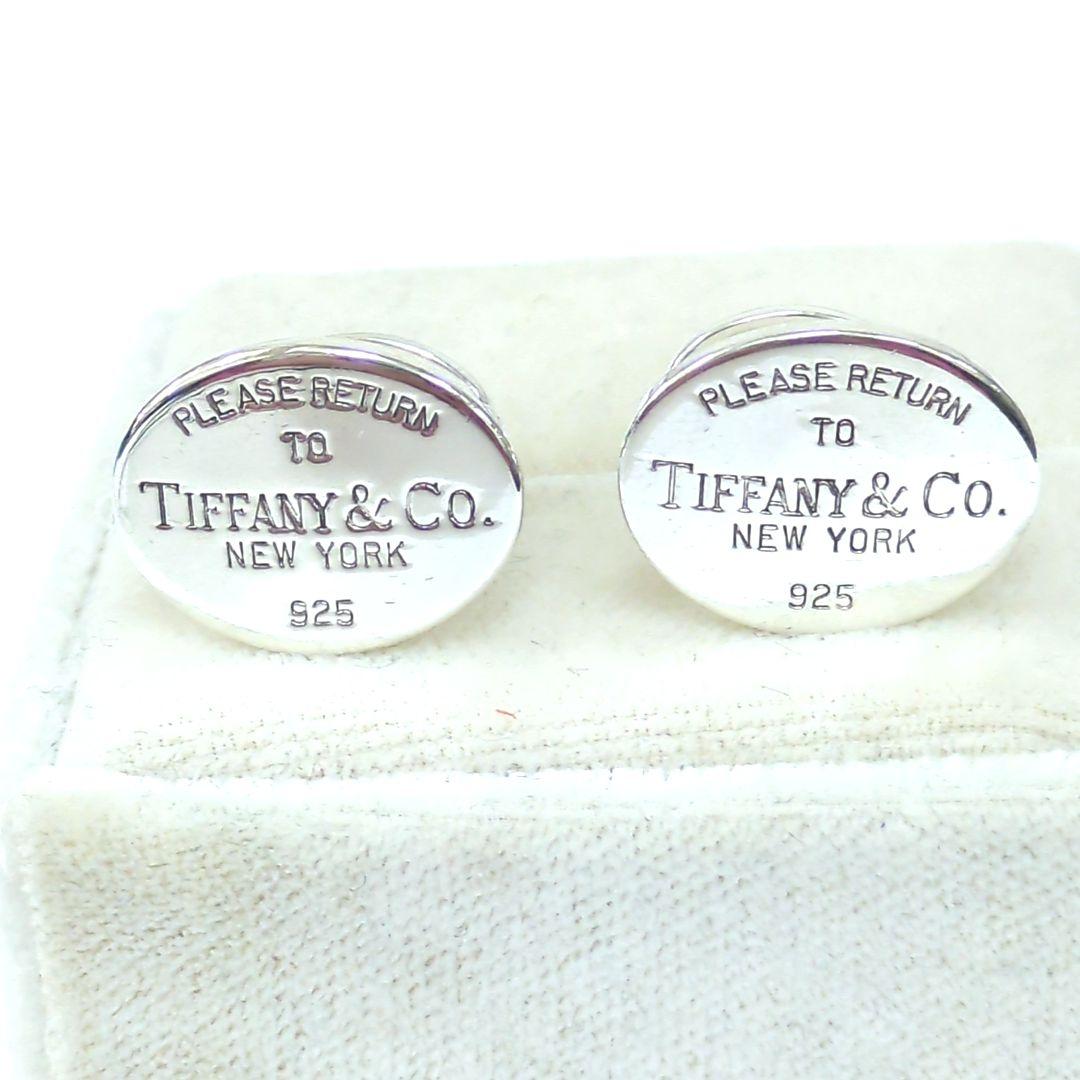 PLEASE RETURN
TO
TIFFANY & CO.
NEW YORK
925
PLEASE RETURN
TO
TIFFANY & CO.
NEW YORK
925